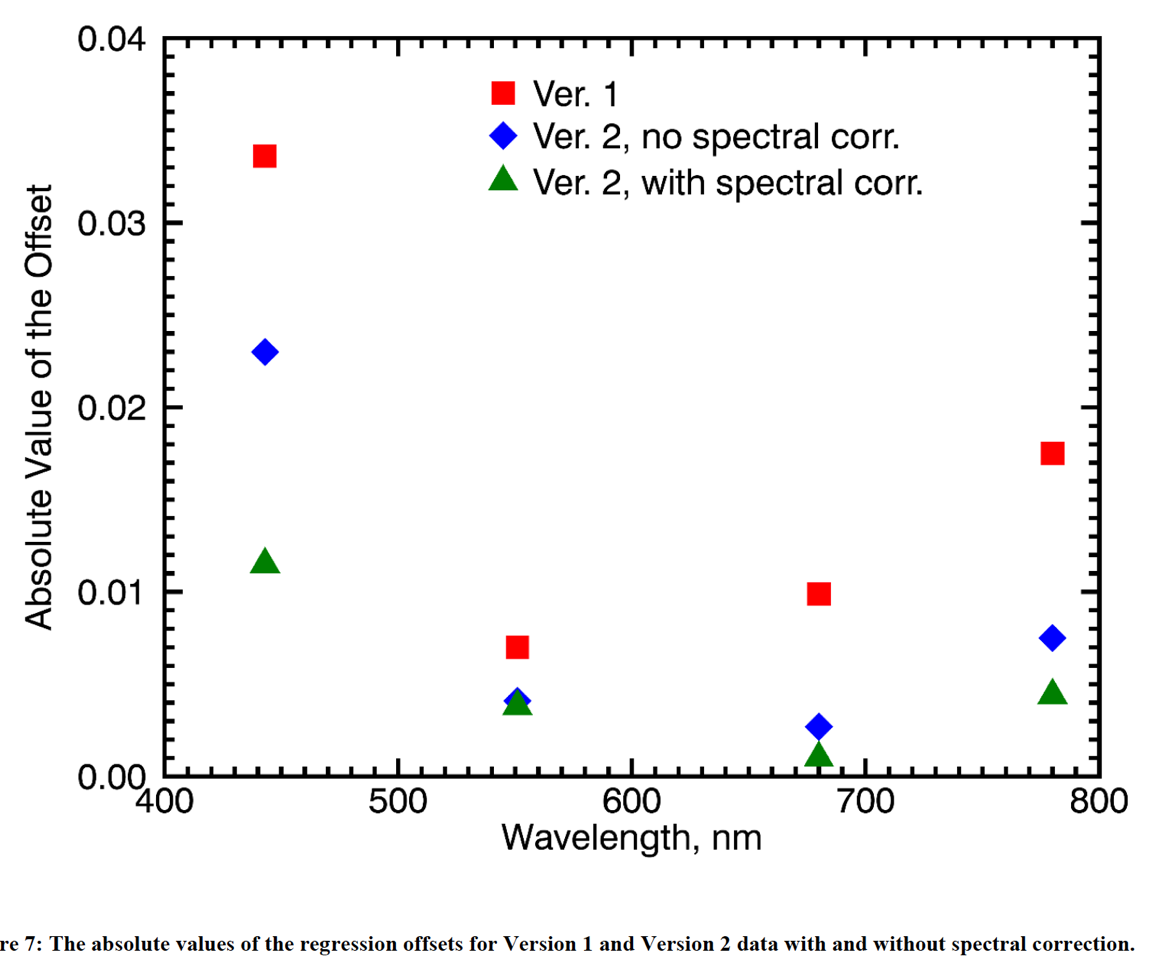 0.04
0.03
0.02
0.01
0.00
Absolute Value of the Offset
Ver. 1
Ver. 2, no spectral corr.
Ver. 2, with spectral corr.
400 500 600 700 800
Wavelength, nm
re 7: The absolute values of the regression offsets for Version 1 and Version 2 data with and without spectral correction.